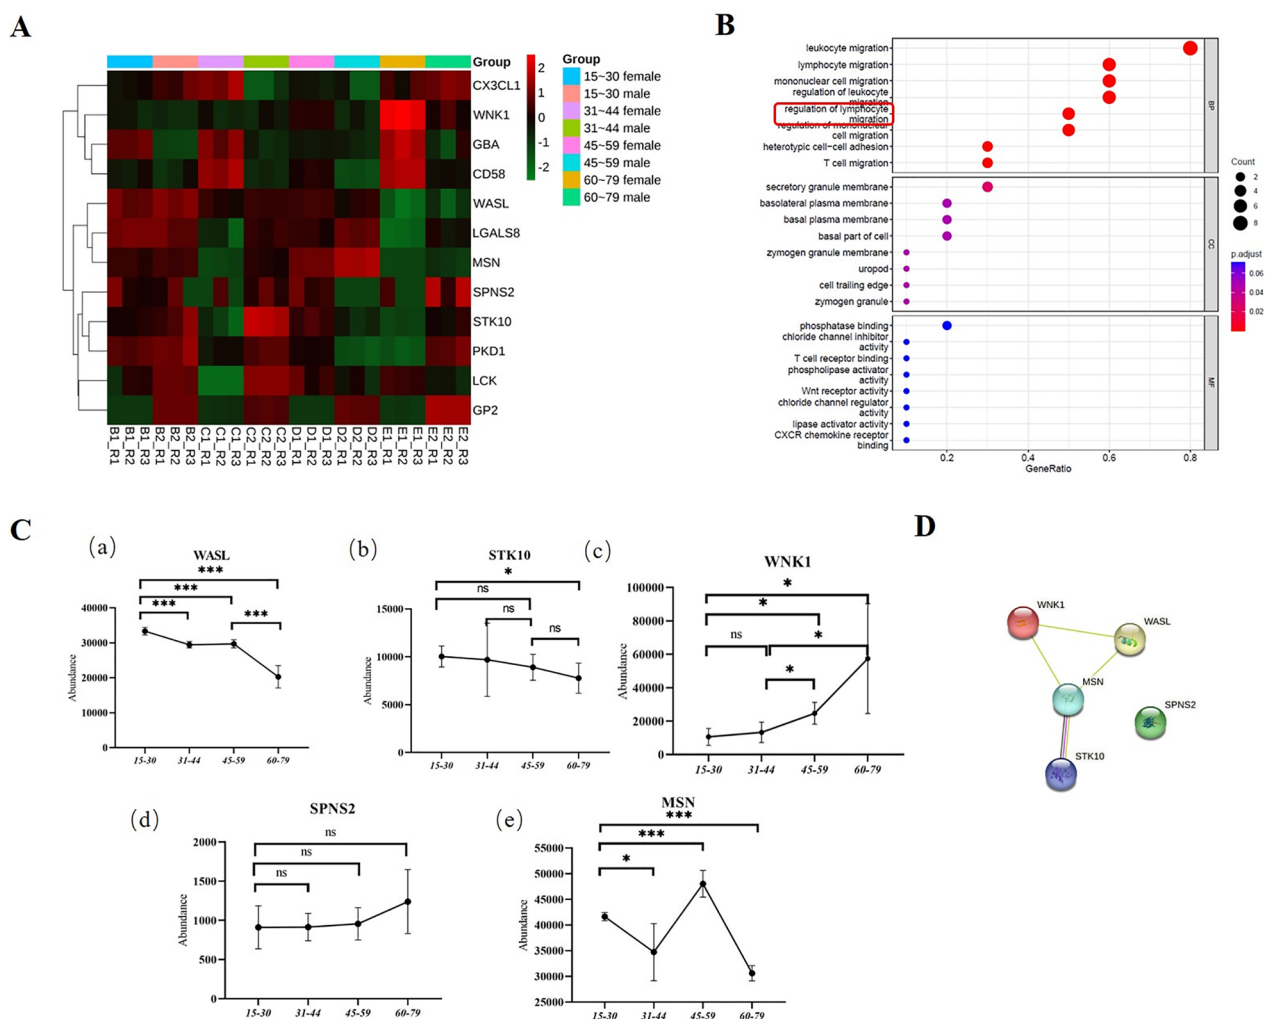 A
Group
CX3CL1
WNK1
GBA
CD58
WASL
LGALS8
MSN
SPNS2
STK10
PKD1
LCK
GP2
2
1
0
-1
-2
Group
15~30 female
15~30 male
31~44 female
31~44 male
45~59 female
45~59 male
60~79 female
60~79 male
B1_R1
B1_R2
B1_R3
B2_R1
B2_R2
B2_R3
C1_R1
C1_R2
C1_R3
C2_R1
C2_R2
C2_R3
D1_R1
D1_R2
D1_R3
D2_R1
D2_R2
D2_R3
E1_R1
E1_R2
E1_R3
E2_R1
E2_R2
E2_R3
B
leukocyte migration
lymphocyte migration
mononuclear cell migration
regulation of leukocyte
migration
regulation of lymphocyte
migration
regulation of mononuclear
cell migration
heterotypic cell-cell adhesion
T cell migration
BP
secretory granule membrane
basolateral plasma membrane
basal plasma membrane
basal part of cell
zymogen granule membrane
uropod
cell trailing edge
zymogen granule
CC
phosphatase binding
chloride channel inhibitor
activity
T cell receptor binding
phospholipase activator
activity
Wnt receptor activity
chloride channel regulator
activity
lipase activator activity
CXCR chemokine receptor
binding
MF
0.2 0.4 0.6 0.8
GeneRatio
Count
2
4
6
8
p.adjust
0.06
0.04
0.02
C
(a)
WASL
***
***
***
***
Abundance
40000
30000
20000
10000
0
15-30 31-44 45-59 60-79
(b)
STK10
*
ns
ns
ns
Abundance
15000
10000
5000
0
15-30 31-44 45-59 60-79
(c)
WNK1
*
*
ns
*
*
Abundance
100000
80000
60000
40000
20000
0
15-30 31-44 45-59 60-79
(d)
SPNS2
ns
ns
ns
Abundance
2000
1500
1000
500
0
15-30 31-44 45-59 60-79
(e)
MSN
***
***
*
Abundance
55000
50000
45000
40000
35000
30000
25000
15-30 31-44 45-59 60-79
D
WNK1
WASL
MSN
SPNS2
STK10